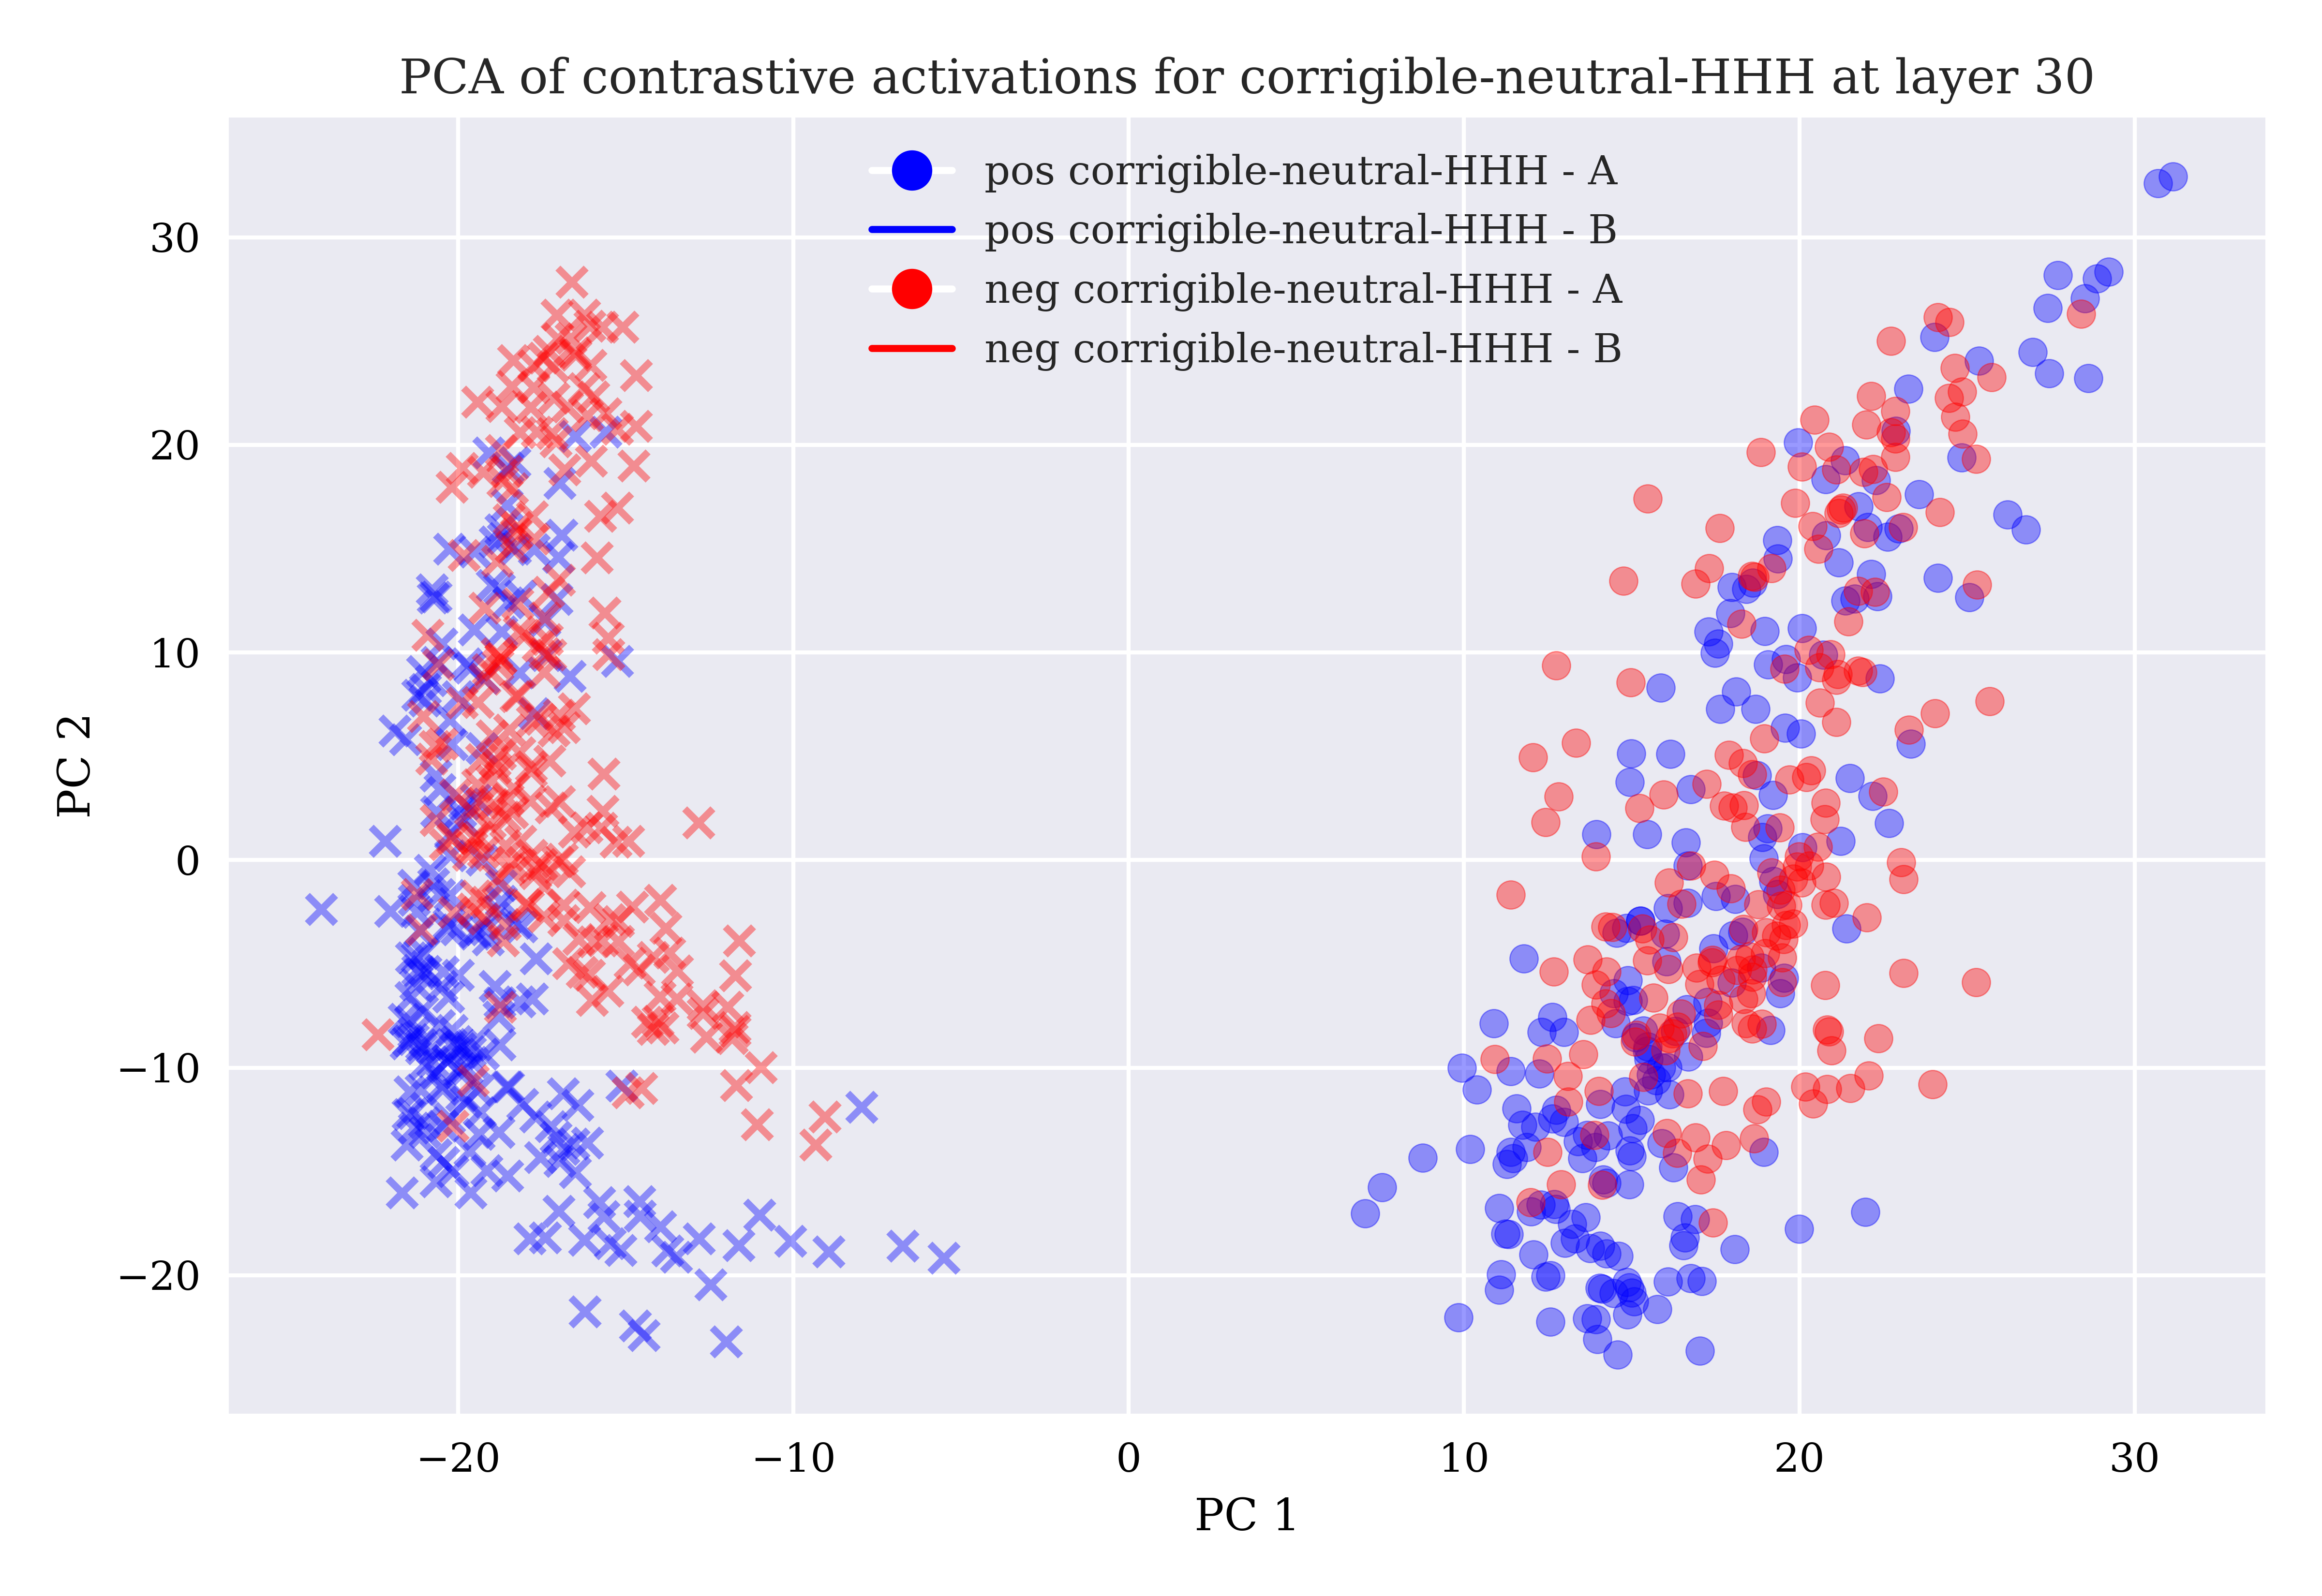 PCA of contrastive activations for corrigible-neutral-HHH at layer 30
pos corrigible-neutral-HHH - A
pos corrigible-neutral-HHH - B
neg corrigible-neutral-HHH - A
neg corrigible-neutral-HHH - B
30
20
10
0
−10
−20
PC 2
−20
−10
0
10
20
30
PC 1